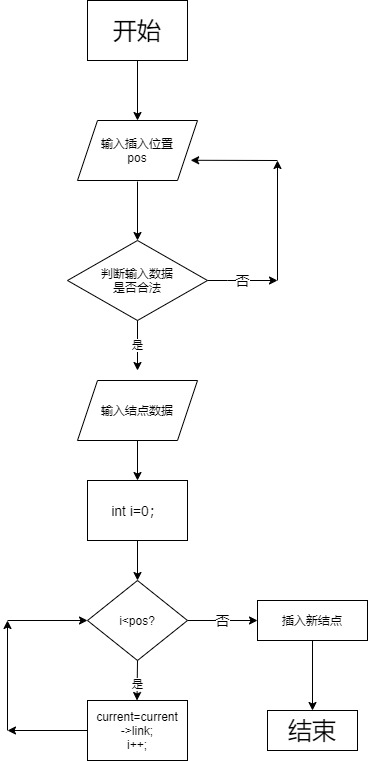 开始
输入插入位置
pos
判断输入数据
是否合法
否
是
输入结点数据
int i=0;
i<pos?
否
插入新结点
是
current=current
->link;
i++;
结束